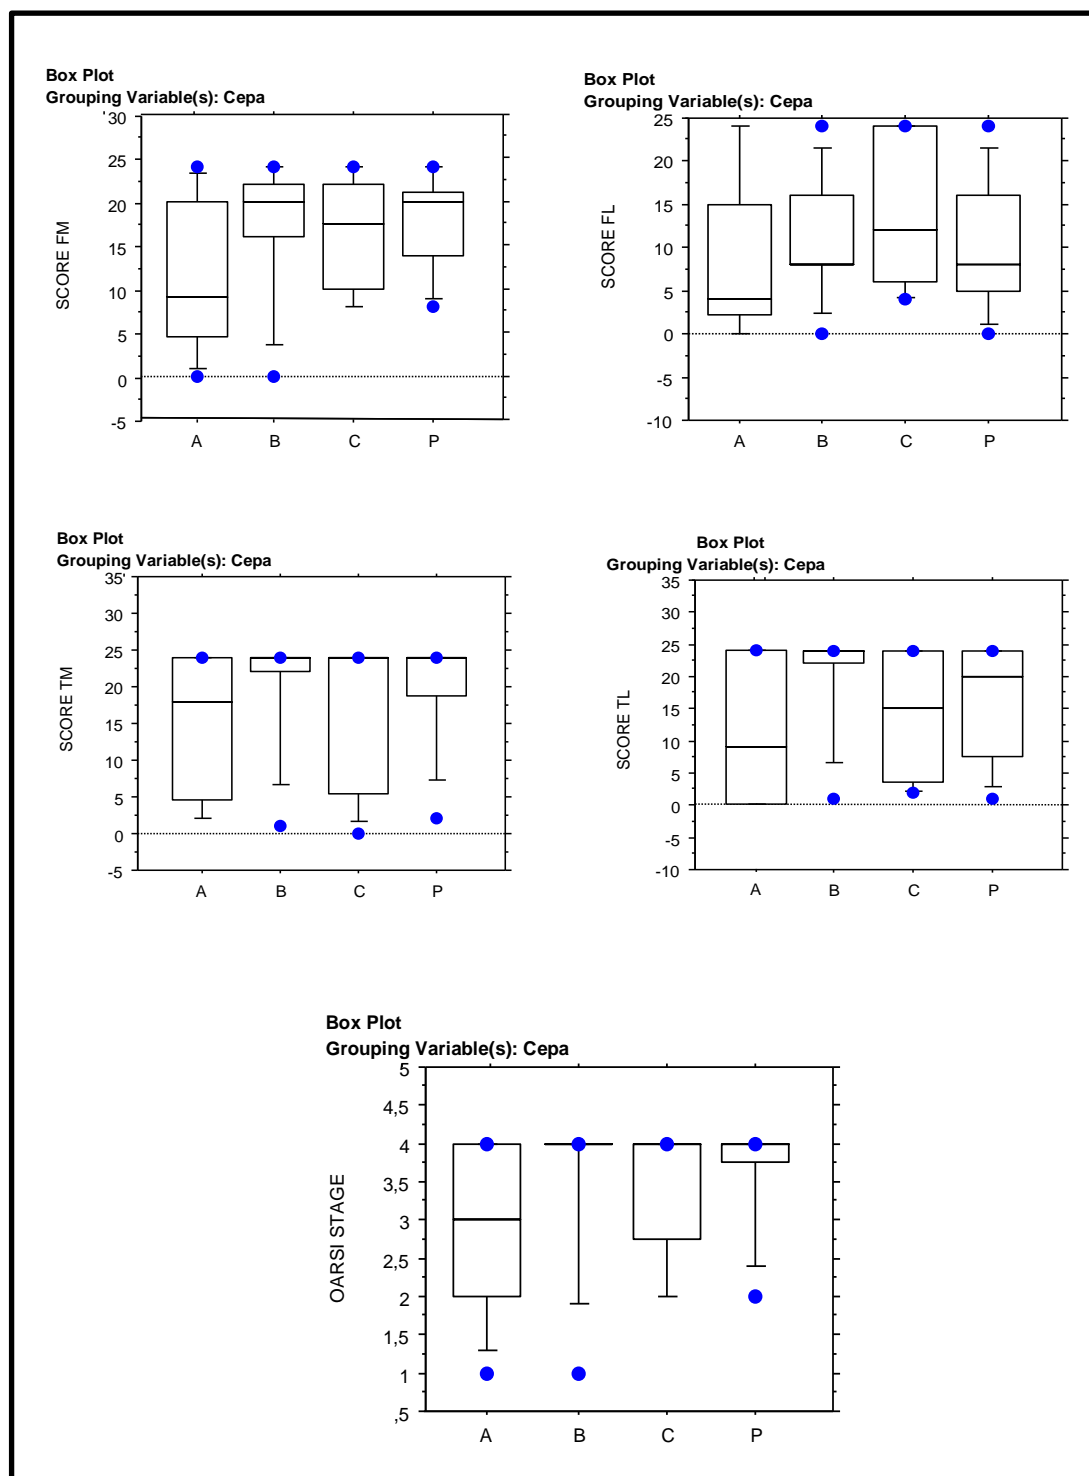 Box Plot
Grouping Variable(s): Cepa
30
25
20
15
10
5
0
-5
SCORE FM
A B C P
Box Plot
Grouping Variable(s): Cepa
25
20
15
10
5
0
-5
-10
SCORE FL
A B C P
Box Plot
Grouping Variable(s): Cepa
35
30
25
20
15
10
5
0
-5
SCORE TM
A B C P
Box Plot
Grouping Variable(s): Cepa
35
30
25
20
15
10
5
0
-5
-10
SCORE TL
A B C P
Box Plot
Grouping Variable(s): Cepa
5
4,5
4
3,5
3
2,5
2
1,5
1
,5
OARSI STAGE
A B C P